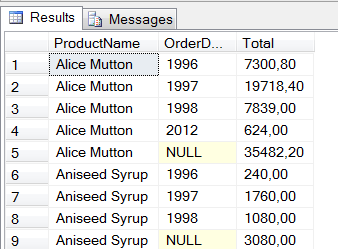 Results Messages
ProductName OrderD... Total
1 Alice Mutton 1996 7300,80
2 Alice Mutton 1997 19718,40
3 Alice Mutton 1998 7839,00
4 Alice Mutton 2012 624,00
5 Alice Mutton NULL 35482,20
6 Aniseed Syrup 1996 240,00
7 Aniseed Syrup 1997 1760,00
8 Aniseed Syrup 1998 1080,00
9 Aniseed Syrup NULL 3080,00